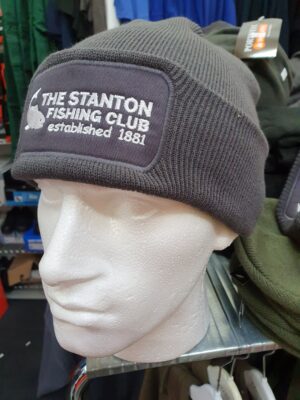 THE STANTON
FISHING CLUB
established 1881